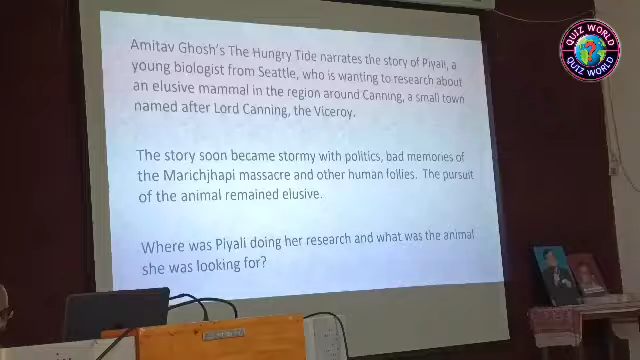 Amitav Ghosh's The Hungry Tide narrates the story of Piyali, a
young biologist from Seattle, who is wanting to research about
an elusive mammal in the region around Canning, a small town
named after Lord Canning, the Viceroy.
The story soon became stormy with politics, bad memories of
the Marichjhapi massacre and other human follies. The pursuit
of the animal remained elusive.
Where was Piyali doing her research and what was the animal
she was looking for?
QUIZ WORLD
QUIZ WORLD